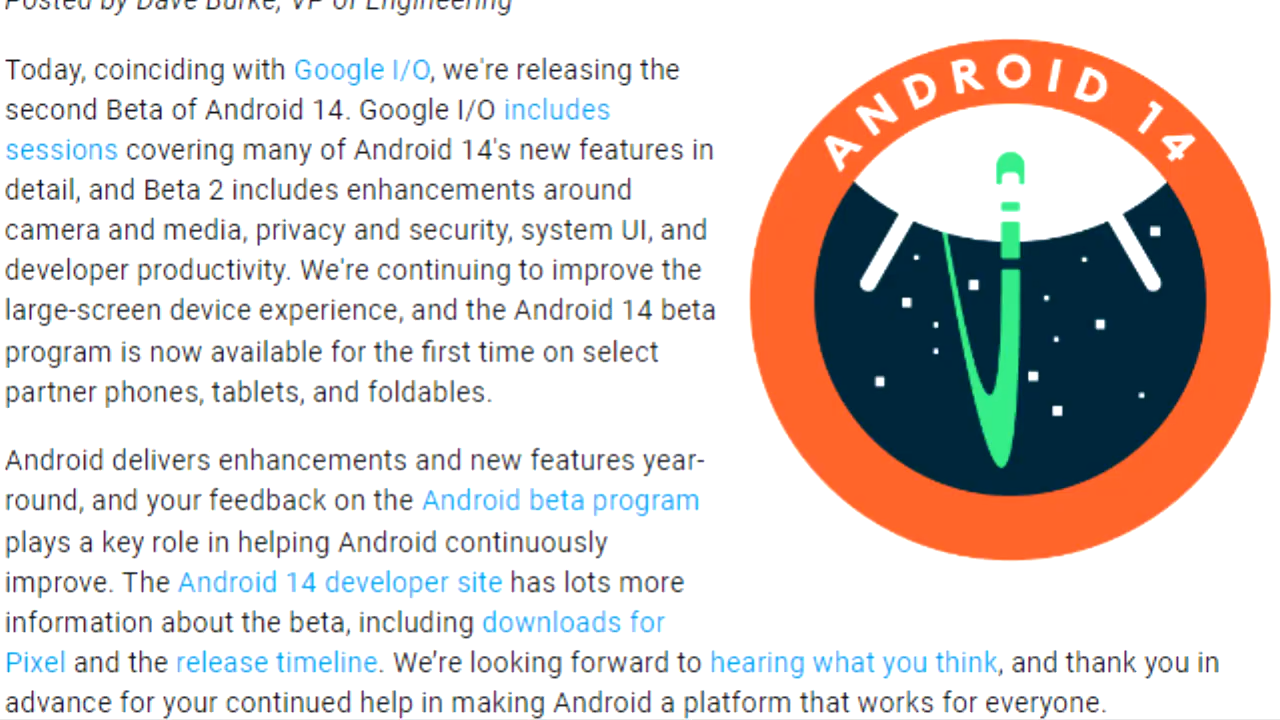 Posted by Dave Burke, VP of Engineering
Today, coinciding with Google I/O, we're releasing the
second Beta of Android 14. Google I/O includes
sessions covering many of Android 14's new features in
detail, and Beta 2 includes enhancements around
camera and media, privacy and security, system UI, and
developer productivity. We're continuing to improve the
large-screen device experience, and the Android 14 beta
program is now available for the first time on select
partner phones, tablets, and foldables.
ANDROID 14
Android delivers enhancements and new features year-
round, and your feedback on the Android beta program
plays a key role in helping Android continuously
improve. The Android 14 developer site has lots more
information about the beta, including downloads for
Pixel and the release timeline. We’re looking forward to hearing what you think, and thank you in
advance for your continued help in making Android a platform that works for everyone.